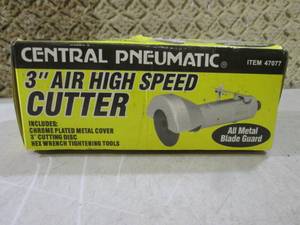 CENTRAL PNEUMATIC®
ITEM 47077
3" AIR HIGH SPEED
CUTTER
INCLUDES:
CHROME PLATED METAL COVER
3" CUTTING DISC
HEX WRENCH TIGHTENING TOOLS
All Metal
Blade Guard